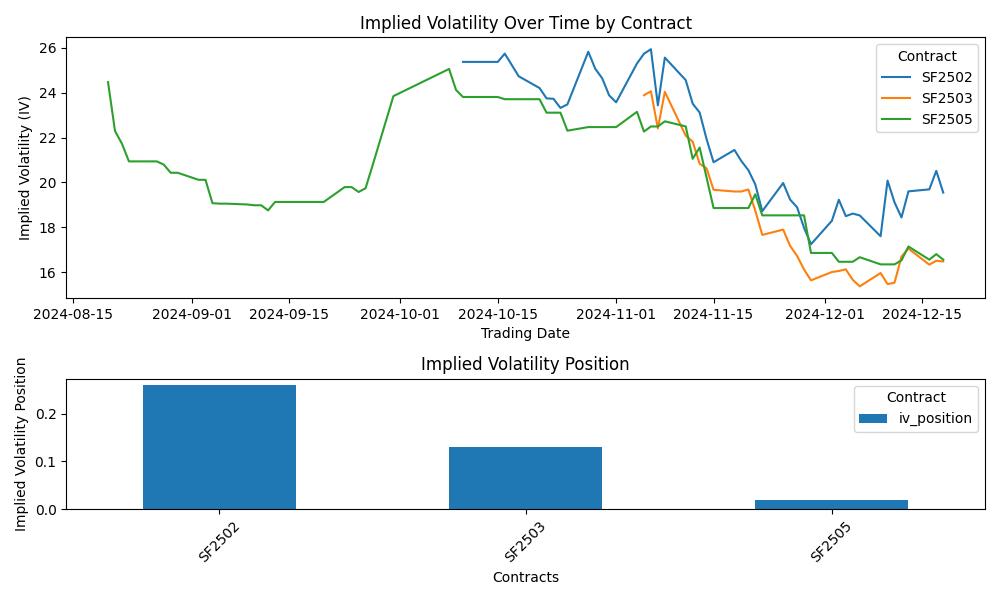 Implied Volatility Over Time by Contract
Implied Volatility (IV)
26
24
22
20
18
16
Contract
SF2502
SF2503
SF2505
2024-08-15 2024-09-01 2024-09-15 2024-10-01 2024-10-15 2024-11-01 2024-11-15 2024-12-01 2024-12-15
Trading Date
Implied Volatility Position
Implied Volatility Position
0.2
0.1
0.0
Contract
iv_position
SF2502 SF2503 SF2505
Contracts